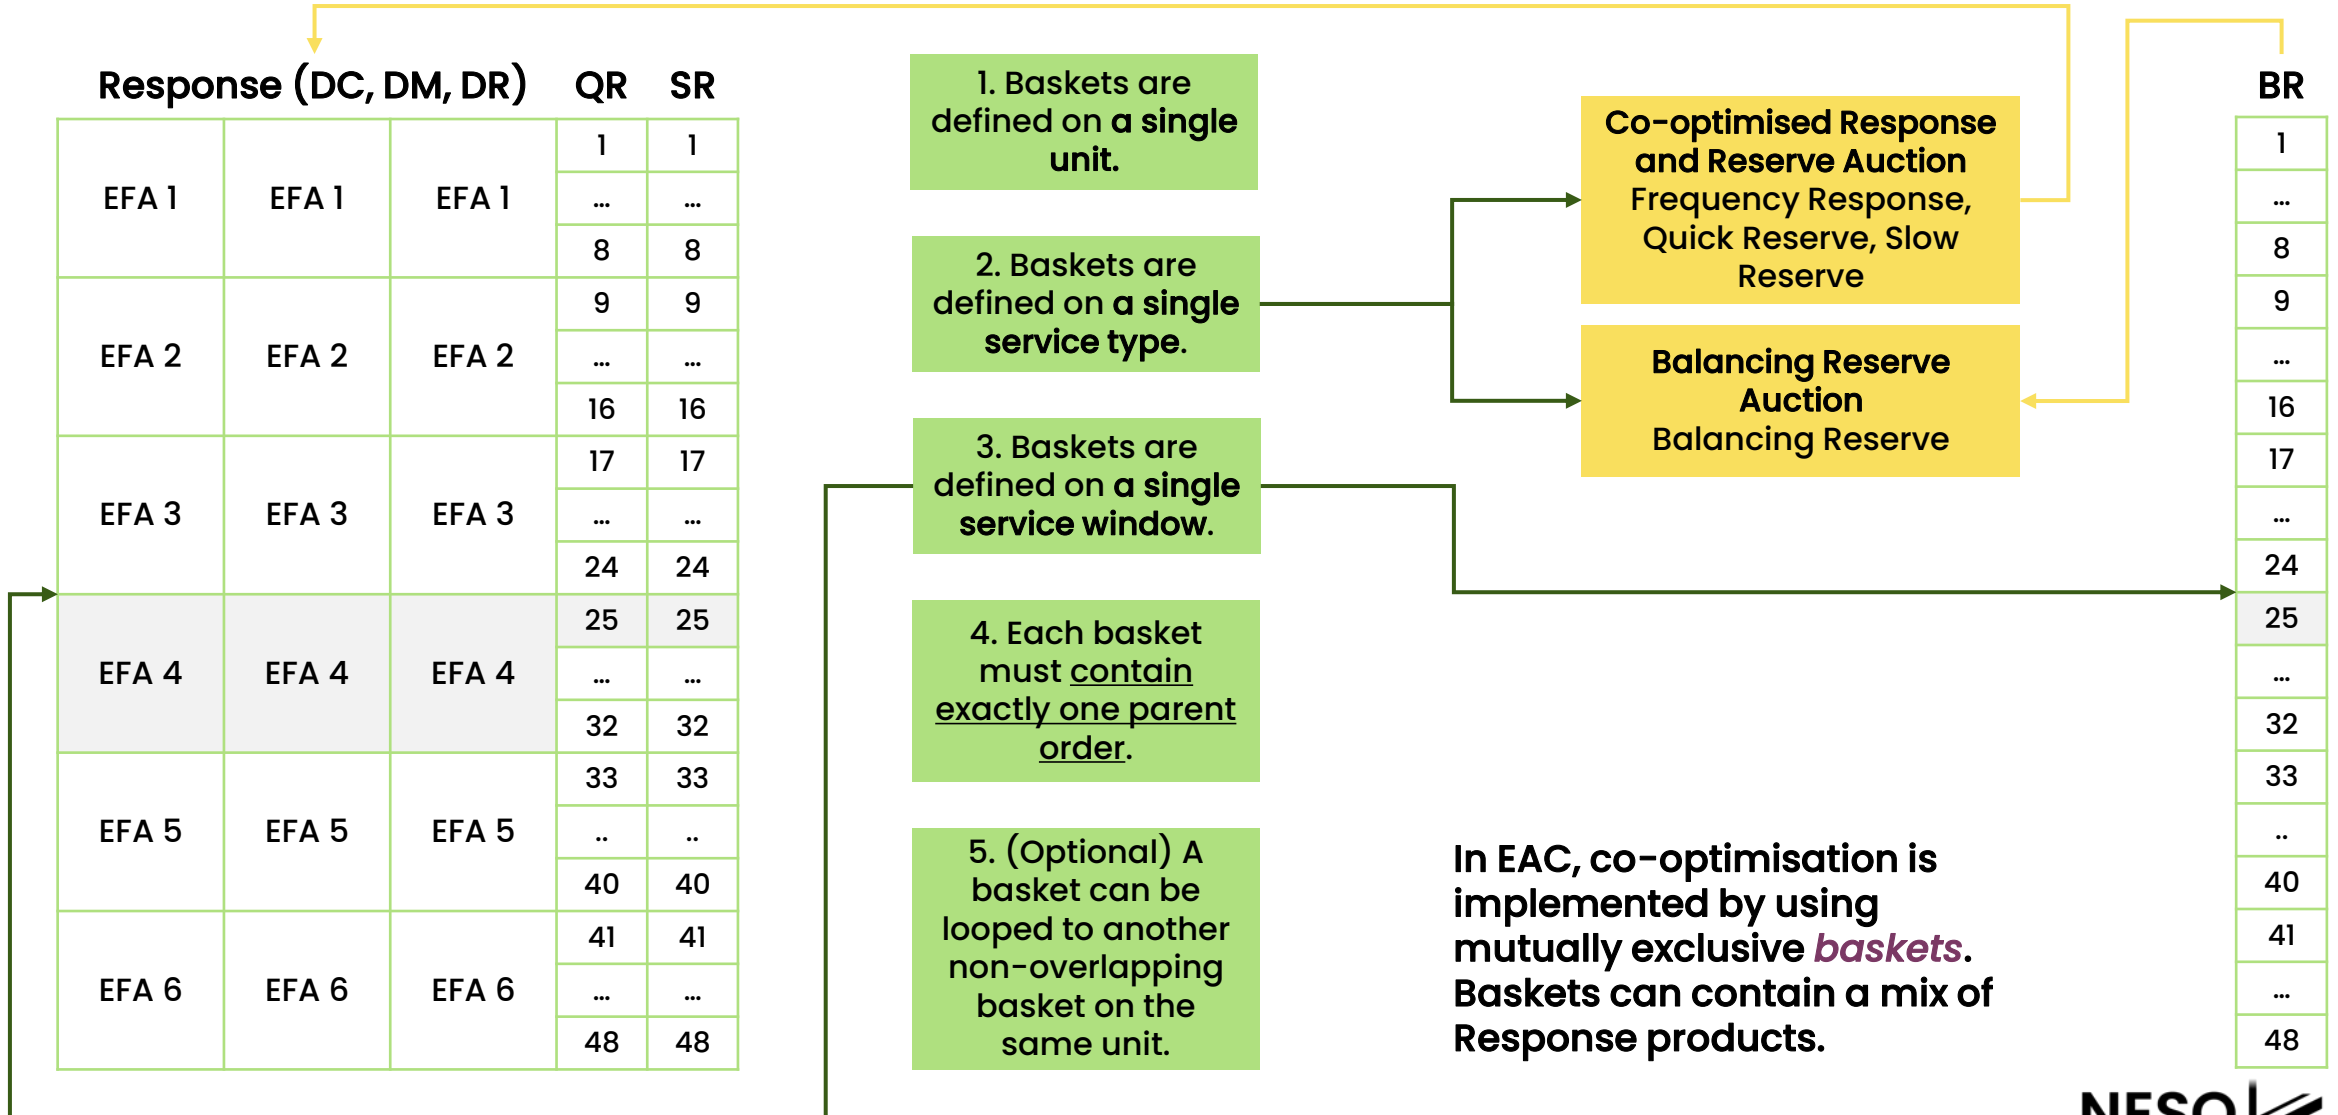 Response (DC, DM, DR) QR SR
1 1
EFA 1 EFA 1 EFA 1 ... ...
8 8
9 9
EFA 2 EFA 2 EFA 2 ... ...
16 16
17 17
EFA 3 EFA 3 EFA 3 ... ...
24 24
25 25
EFA 4 EFA 4 EFA 4 ... ...
32 32
33 33
EFA 5 EFA 5 EFA 5 .. ..
40 40
41 41
EFA 6 EFA 6 EFA 6 ... ...
48 48
1. Baskets are
defined on a single
unit.
2. Baskets are
defined on a single
service type.
3. Baskets are
defined on a single
service window.
4. Each basket
must contain
exactly one parent
order.
5. (Optional) A
basket can be
looped to another
non-overlapping
basket on the
same unit.
Co-optimised Response
and Reserve Auction
Frequency Response,
Quick Reserve, Slow
Reserve
Balancing Reserve
Auction
Balancing Reserve
In EAC, co-optimisation is
implemented by using
mutually exclusive baskets.
Baskets can contain a mix of
Response products.
BR
1
...
8
9
...
16
17
...
24
25
...
32
33
..
40
41
...
48
NESO